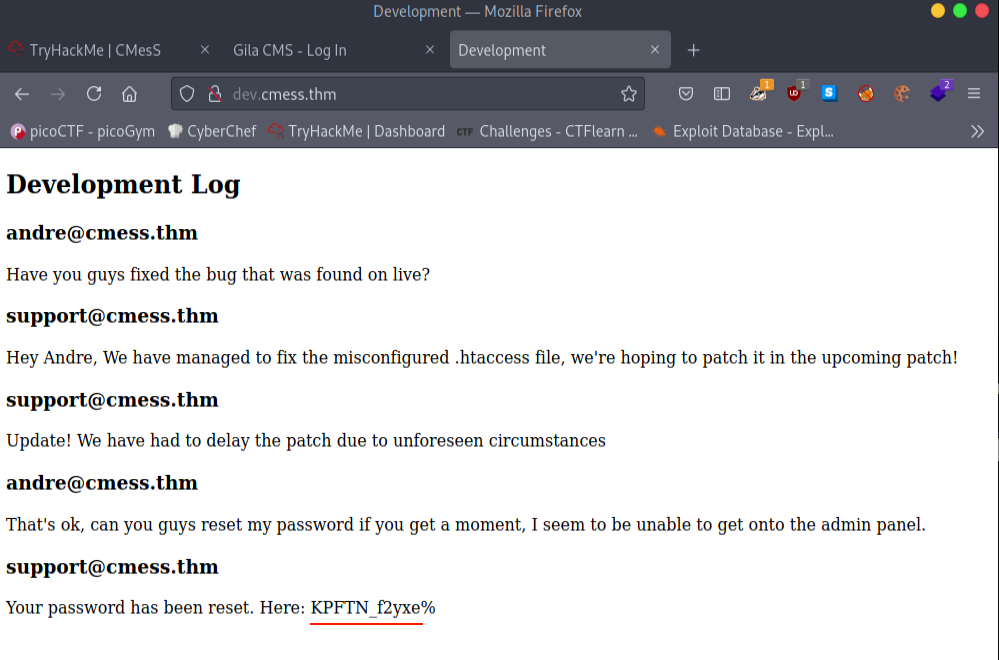 Development — Mozilla Firefox
TryHackMe | CMesS
Gila CMS - Log In
Development
dev.cmess.thm
1
1
2
picoCTF - picoGym
CyberChef
TryHackMe | Dashboard
CTF Challenges - CTFlearn ...
Exploit Database - Expl...
Development Log
andre@cmess.thm
Have you guys fixed the bug that was found on live?
support@cmess.thm
Hey Andre, We have managed to fix the misconfigured .htaccess file, we're hoping to patch it in the upcoming patch!
support@cmess.thm
Update! We have had to delay the patch due to unforeseen circumstances
andre@cmess.thm
That's ok, can you guys reset my password if you get a moment, I seem to be unable to get onto the admin panel.
support@cmess.thm
Your password has been reset. Here: KPFTN_f2yxe%